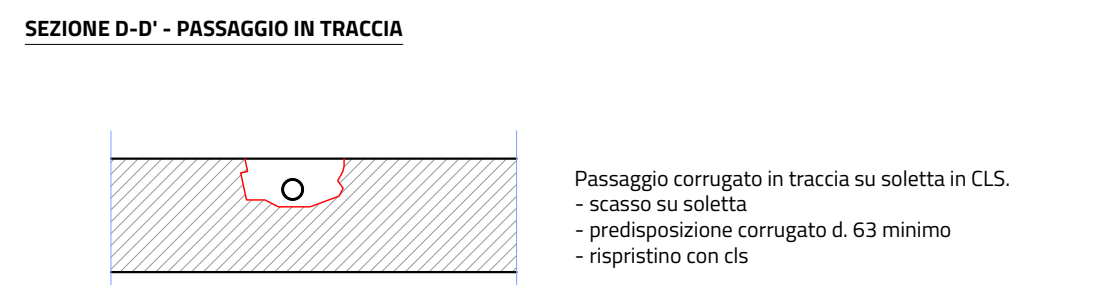 SEZIONE D-D' - PASSAGGIO IN TRACCIA
Passaggio corrugato in traccia su soletta in CLS.
- scasso su soletta
- predisposizione corrugato d. 63 minimo
- rispristino con cls